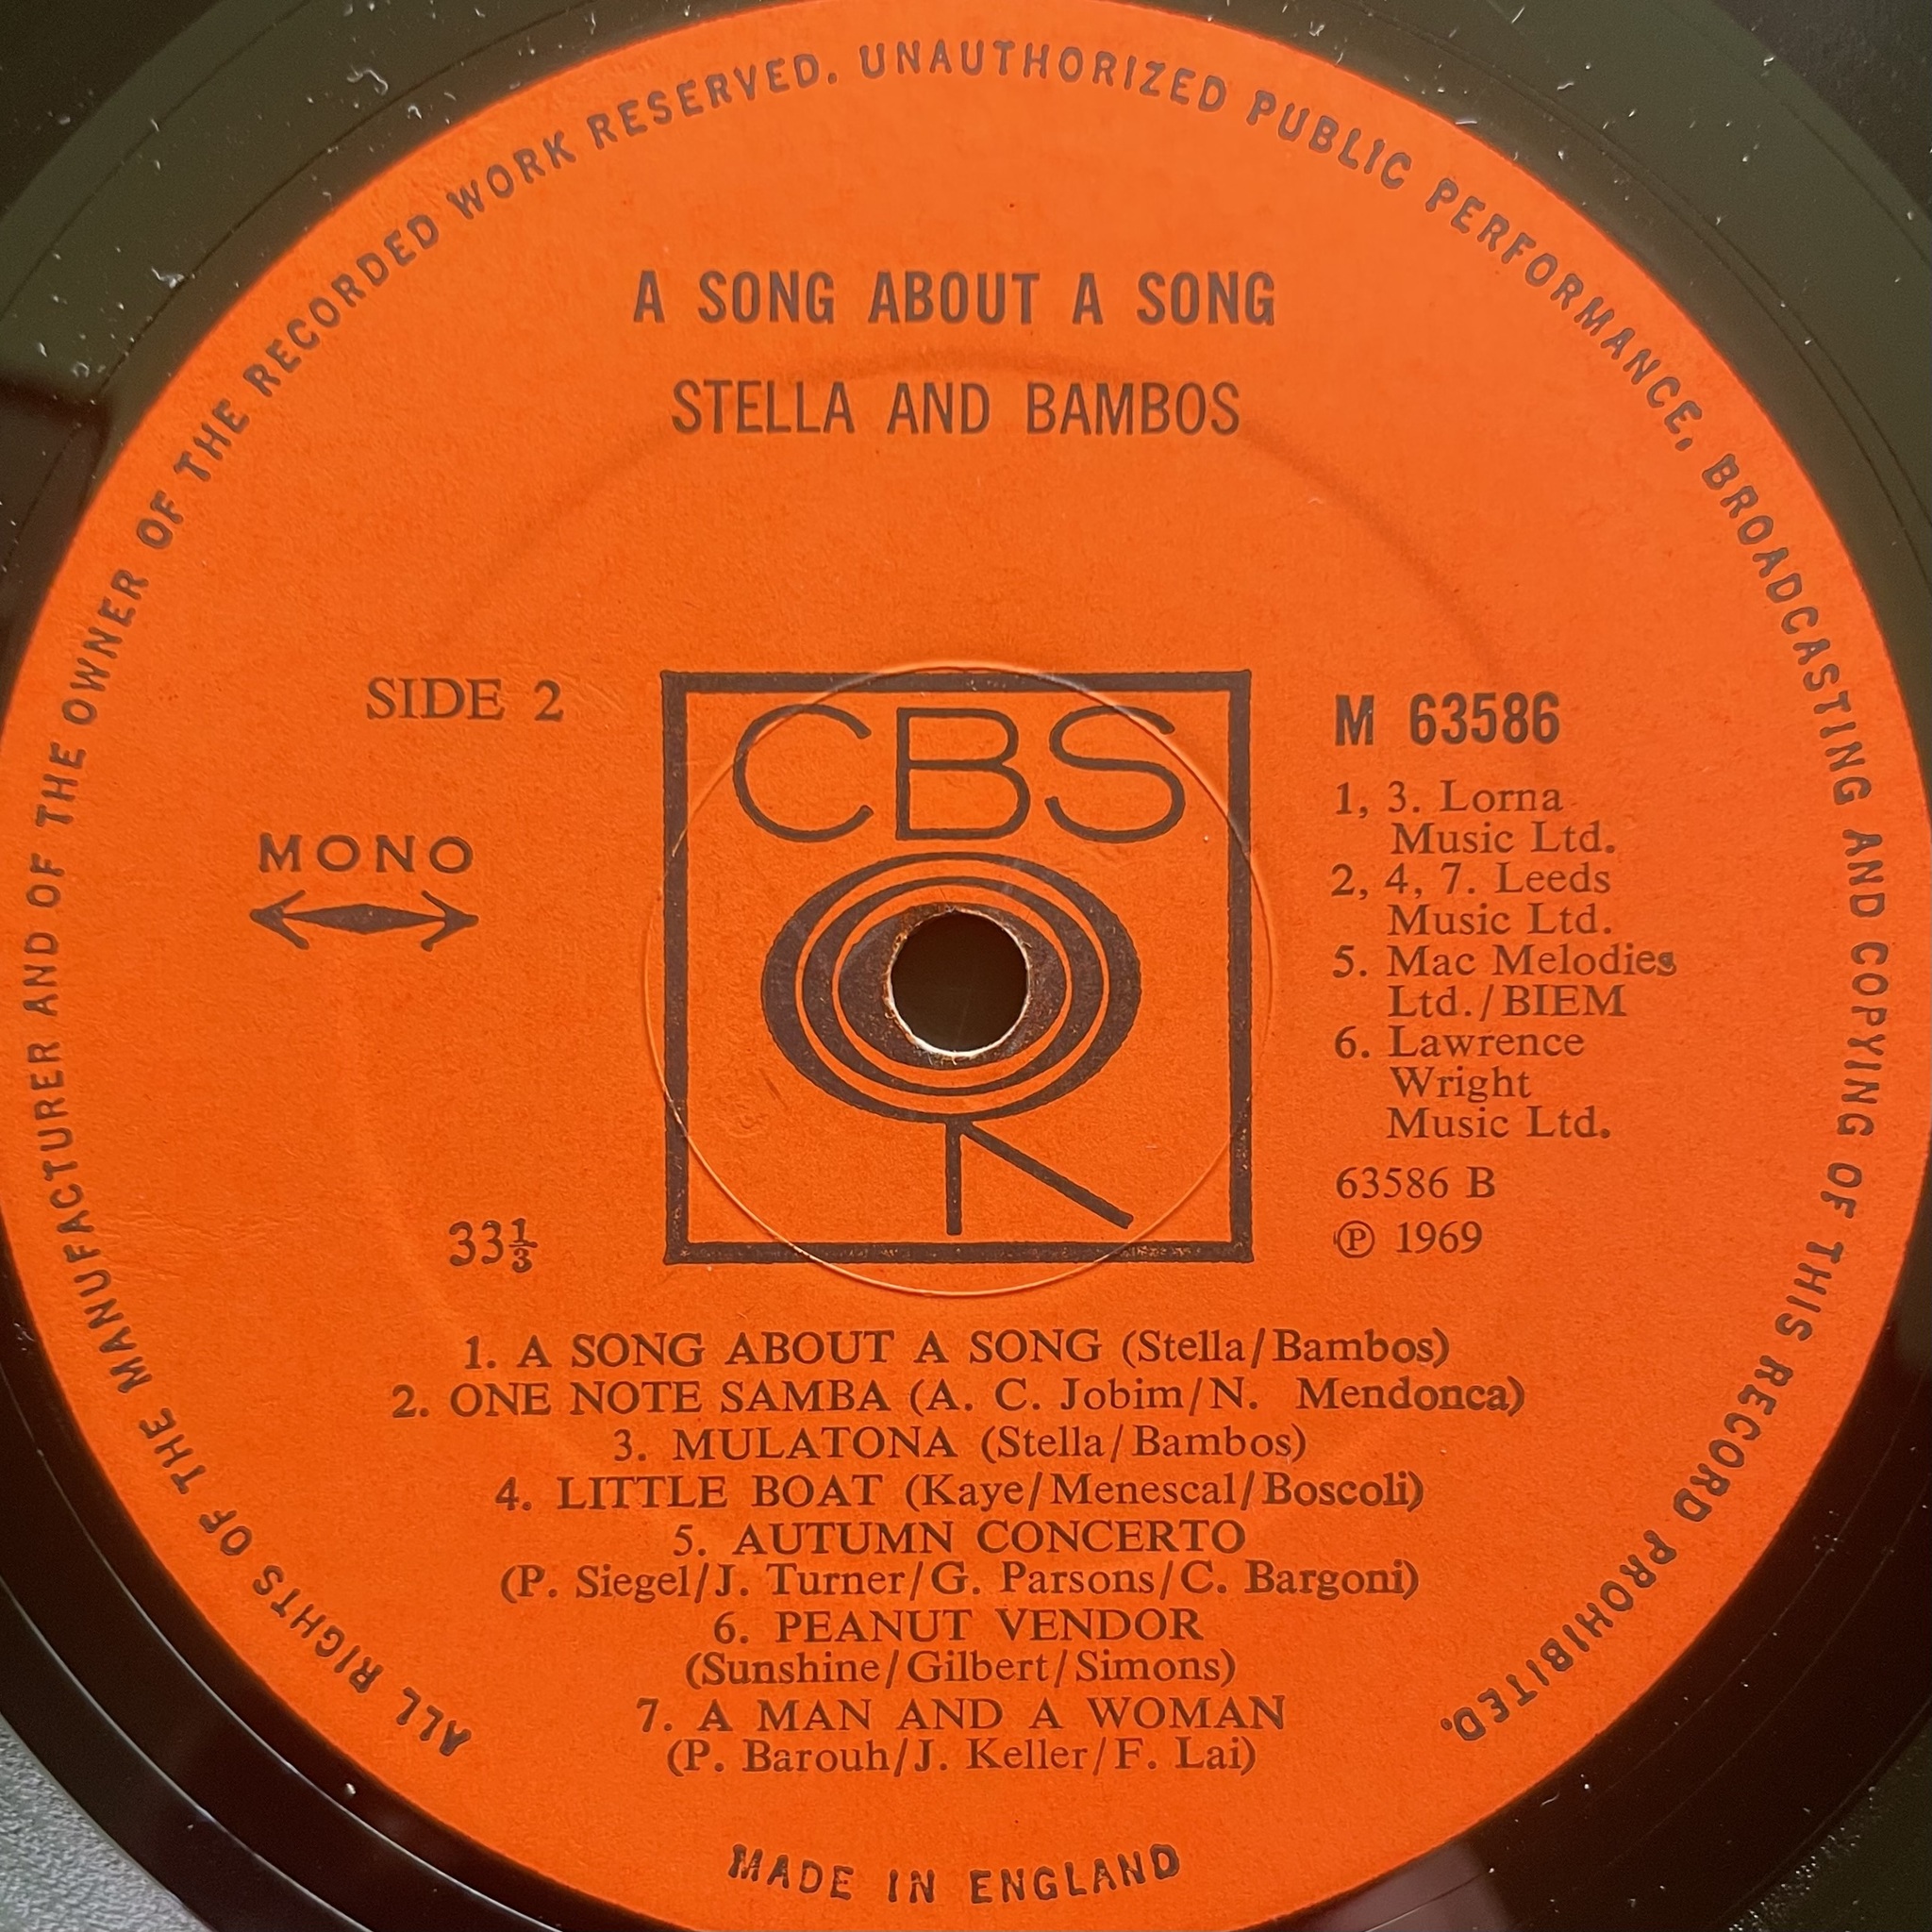 ALL RIGHTS OF THE MANUFACTURER AND OF THE OWNER OF THE RECORDED WORK RESERVED. UNAUTHORIZED PUBLIC PERFORMANCE, BROADCASTING AND COPYING OF THIS RECORD PROHIBITED.
A SONG ABOUT A SONG
STELLA AND BAMBOS
SIDE 2
MONO
33⅓
CBS
M 63586
1, 3. Lorna
Music Ltd.
2, 4, 7. Leeds
Music Ltd.
5. Mac Melodies
Ltd./BIEM
6. Lawrence
Wright
Music Ltd.
63586 B
Ⓟ 1969
1. A SONG ABOUT A SONG (Stella/Bambos)
2. ONE NOTE SAMBA (A. C. Jobim/N. Mendonca)
3. MULATONA (Stella/Bambos)
4. LITTLE BOAT (Kaye/Menescal/Boscoli)
5. AUTUMN CONCERTO
(P. Siegel/J. Turner/G. Parsons/C. Bargoni)
6. PEANUT VENDOR
(Sunshine/Gilbert/Simons)
7. A MAN AND A WOMAN
(P. Barouh/J. Keller/F. Lai)
MADE IN ENGLAND